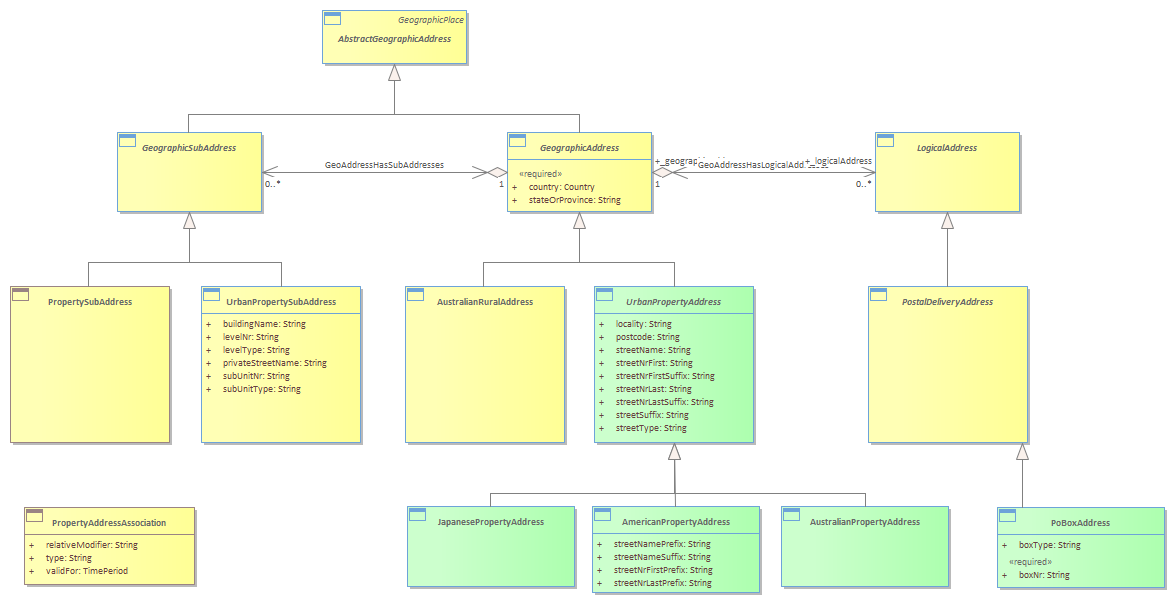 GeographicPlace
AbstractGeographicAddress
GeographicSubAddress
GeoAddressHasSubAddresses
0..*
1
GeographicAddress
«required»
+ country: Country
+ stateOrProvince: String
GeoAddressHasLogicalAdd
+_logicalAddress
1
0..*
LogicalAddress
PropertySubAddress
UrbanPropertySubAddress
+ buildingName: String
+ levelNr: String
+ levelType: String
+ privateStreetName: String
+ subUnitNr: String
+ subUnitType: String
AustralianRuralAddress
UrbanPropertyAddress
+ locality: String
+ postcode: String
+ streetName: String
+ streetNrFirst: String
+ streetNrFirstSuffix: String
+ streetNrLast: String
+ streetNrLastSuffix: String
+ streetSuffix: String
+ streetType: String
PostalDeliveryAddress
PropertyAddressAssociation
+ relativeModifier: String
+ type: String
+ validFor: TimePeriod
JapanesePropertyAddress
AmericanPropertyAddress
+ streetNamePrefix: String
+ streetNameSuffix: String
+ streetNrFirstPrefix: String
+ streetNrLastPrefix: String
AustralianPropertyAddress
PoBoxAddress
+ boxType: String
«required»
+ boxNr: String